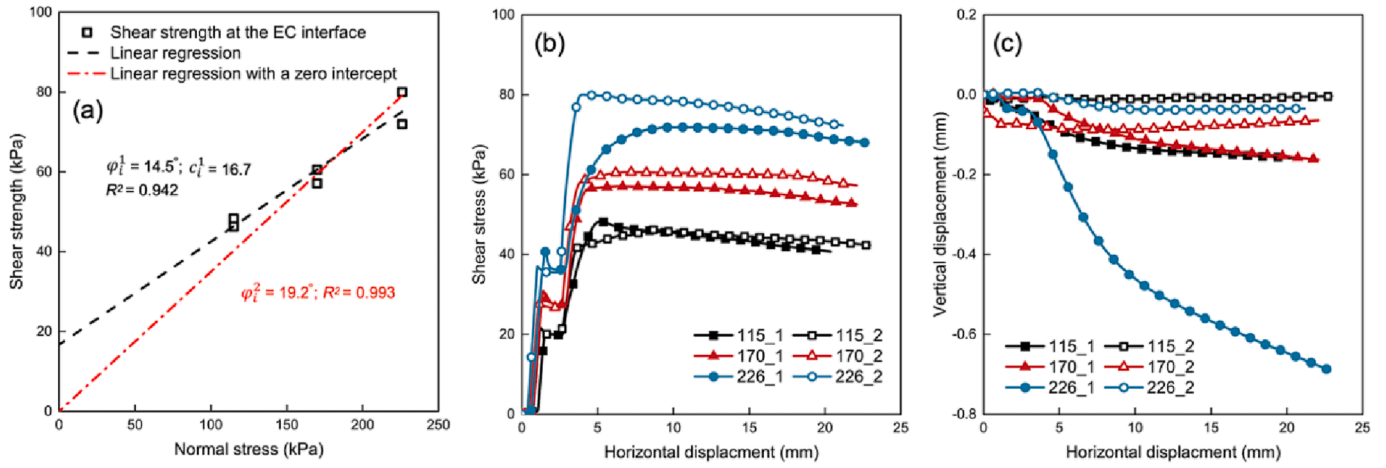 (a)
Shear strength at the EC interface
Linear regression
Linear regression with a zero intercept
φᵢ¹ = 14.5°; cᵢ¹ = 16.7
R² = 0.942
φᵢ² = 19.2°; R² = 0.993
100
80
60
40
20
0
0 50 100 150 200 250
Shear strength (kPa)
Normal stress (kPa)
(b)
100
80
60
40
20
0
0 5 10 15 20 25
Shear stress (kPa)
Horizontal displacment (mm)
115_1 115_2
170_1 170_2
226_1 226_2
(c)
0.2
0.0
-0.2
-0.4
-0.6
-0.8
0 5 10 15 20 25
Vertical displacement (mm)
Horizontal displacment (mm)
115_1 115_2
170_1 170_2
226_1 226_2